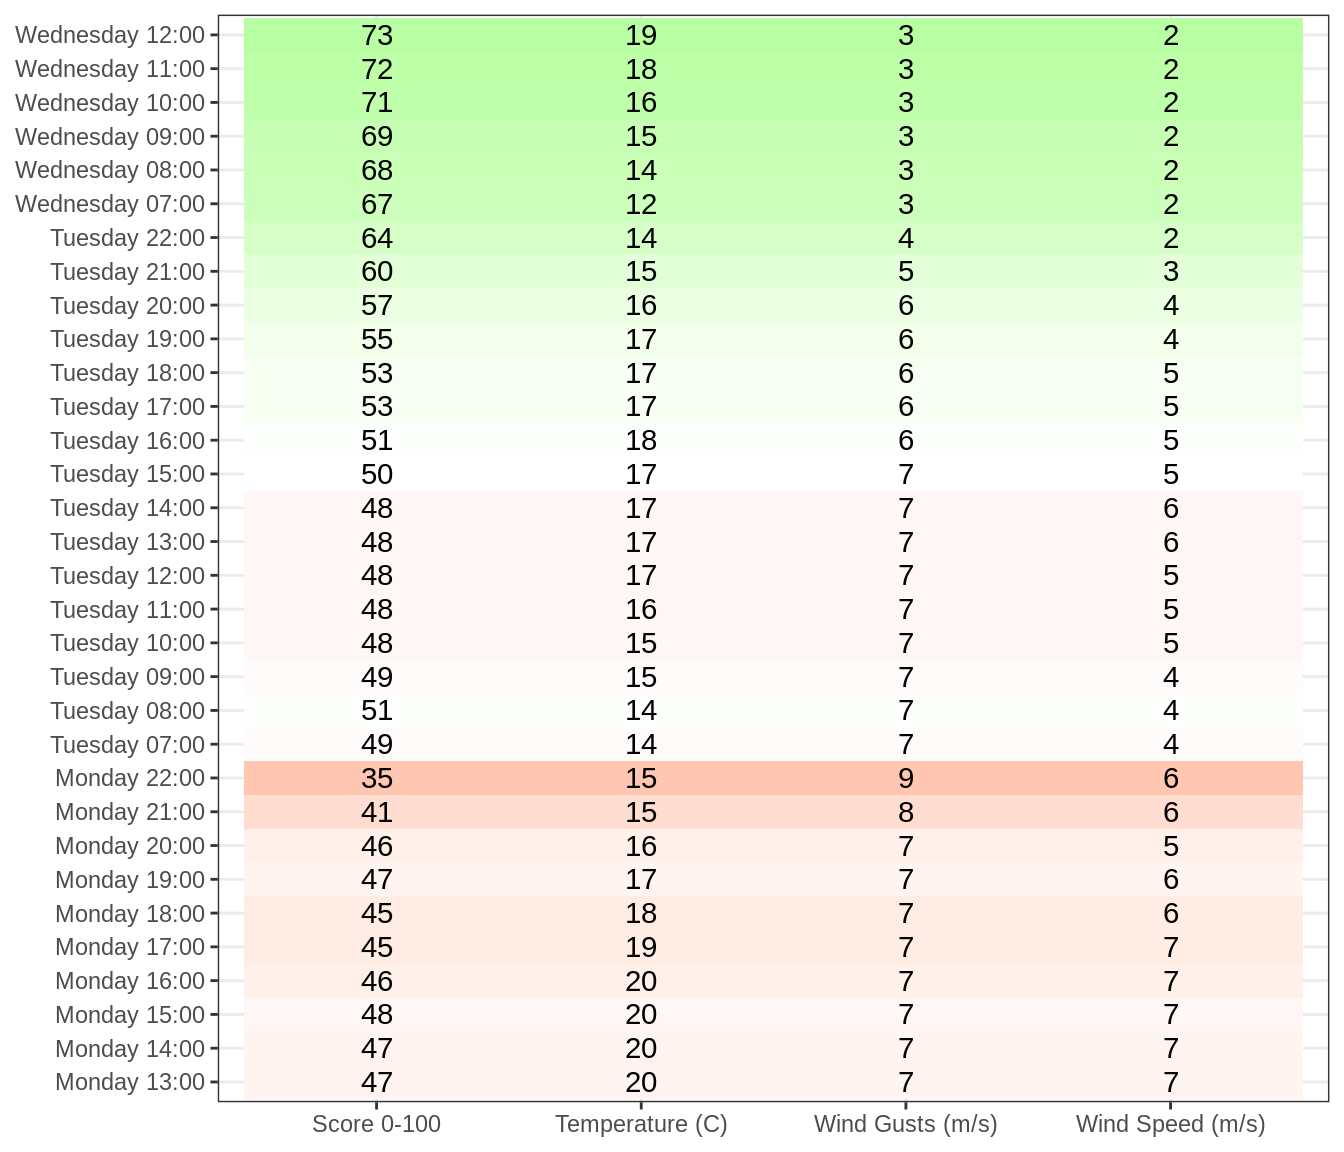 Wednesday 12:00 73 19 3 2
Wednesday 11:00 72 18 3 2
Wednesday 10:00 71 16 3 2
Wednesday 09:00 69 15 3 2
Wednesday 08:00 68 14 3 2
Wednesday 07:00 67 12 3 2
Tuesday 22:00 64 14 4 2
Tuesday 21:00 60 15 5 3
Tuesday 20:00 57 16 6 4
Tuesday 19:00 55 17 6 4
Tuesday 18:00 53 17 6 5
Tuesday 17:00 53 17 6 5
Tuesday 16:00 51 18 6 5
Tuesday 15:00 50 17 7 5
Tuesday 14:00 48 17 7 6
Tuesday 13:00 48 17 7 6
Tuesday 12:00 48 17 7 5
Tuesday 11:00 48 16 7 5
Tuesday 10:00 48 15 7 5
Tuesday 09:00 49 15 7 4
Tuesday 08:00 51 14 7 4
Tuesday 07:00 49 14 7 4
Monday 22:00 35 15 9 6
Monday 21:00 41 15 8 6
Monday 20:00 46 16 7 5
Monday 19:00 47 17 7 6
Monday 18:00 45 18 7 6
Monday 17:00 45 19 7 7
Monday 16:00 46 20 7 7
Monday 15:00 48 20 7 7
Monday 14:00 47 20 7 7
Monday 13:00 47 20 7 7
Score 0-100 Temperature (C) Wind Gusts (m/s) Wind Speed (m/s)